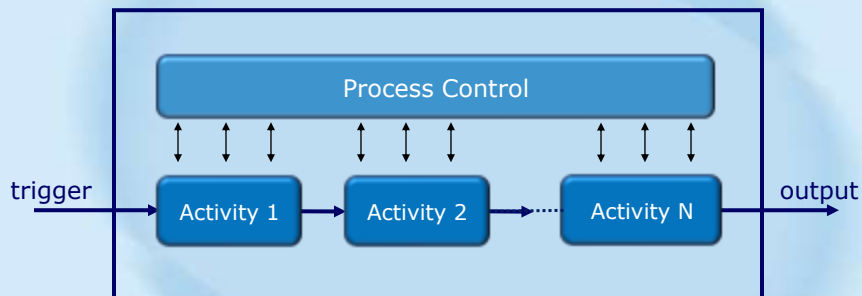 Process Control
trigger
Activity 1
Activity 2
Activity N
output